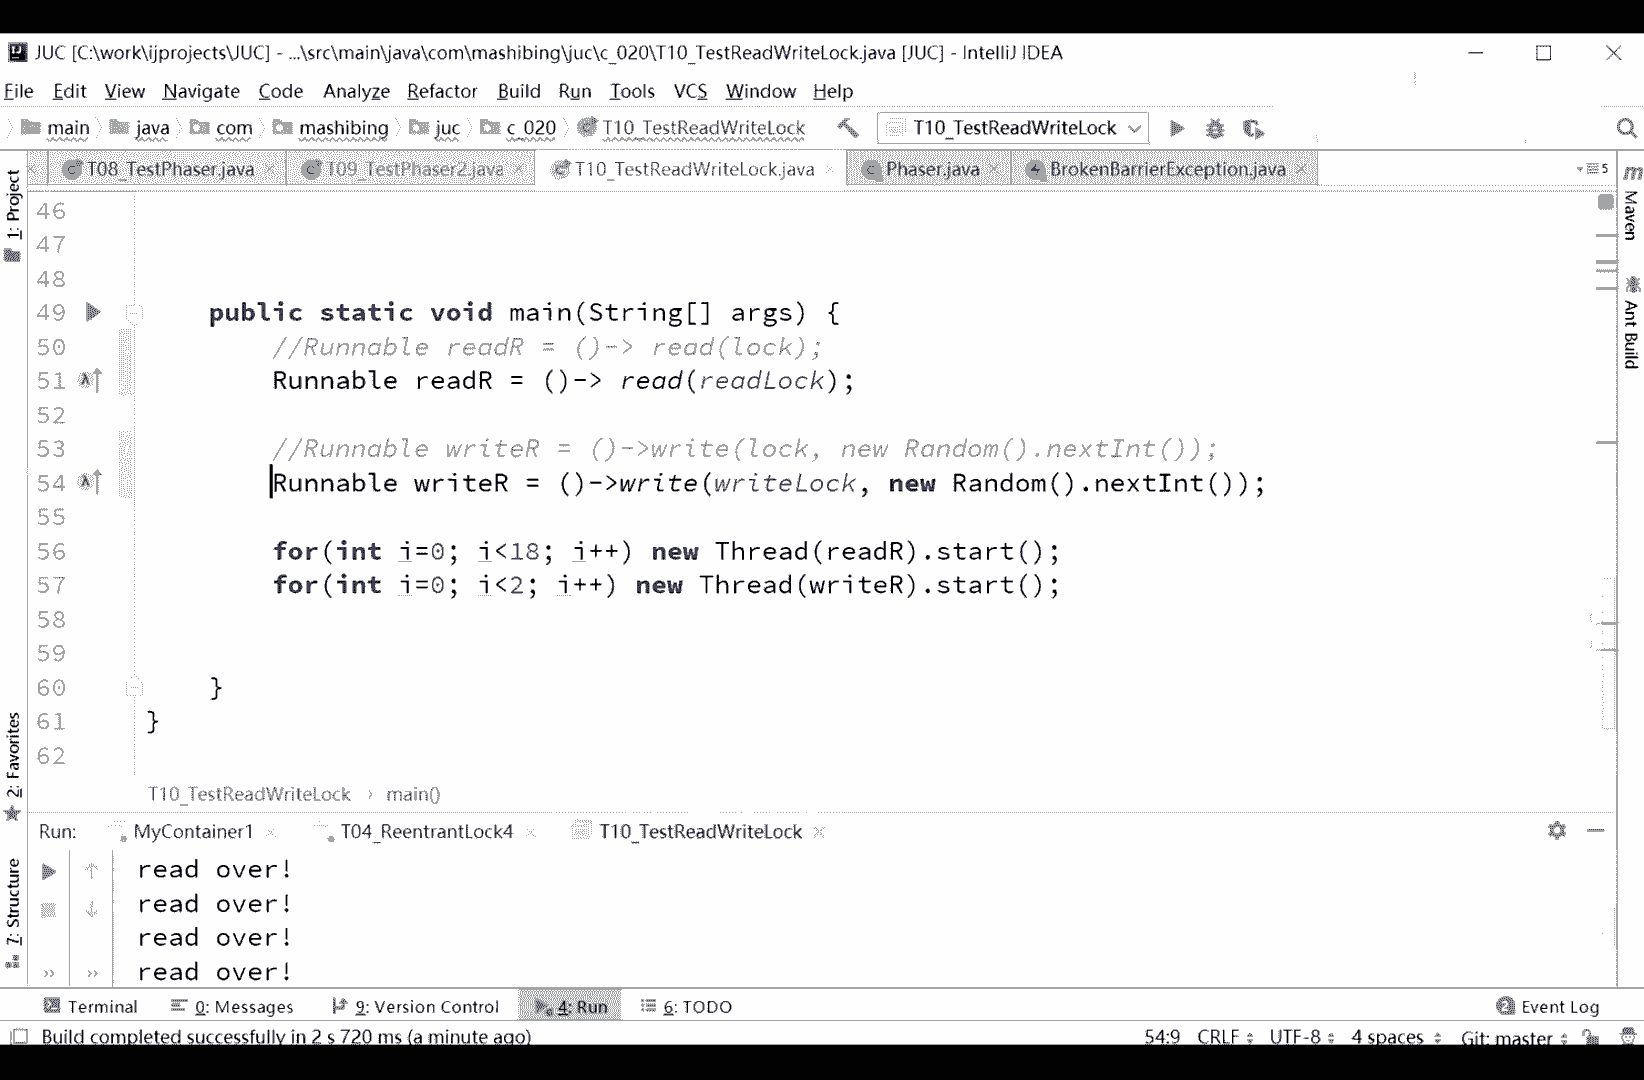 JUC [C:\work\ijprojects\JUC] - ...\src\main\java\com\mashibing\juc\c_020\T10_TestReadWriteLock.java [JUC] - IntelliJ IDEA
File Edit View Navigate Code Analyze Refactor Build Run Tools VCS Window Help
main java com mashibing juc c_020 T10_TestReadWriteLock T10_TestReadWriteLock
T08_TestPhaser.java T09_TestPhaser2.java T10_TestReadWriteLock.java Phaser.java BrokenBarrierException.java 5
1: Project
2: Favorites
7: Structure
Maven
Ant Build
46
47
48
49 public static void main(String[] args) {
50 //Runnable readR = ()-> read(lock);
51 Runnable readR = ()-> read(readLock);
52
53 //Runnable writeR = ()->write(lock, new Random().nextInt());
54 Runnable writeR = ()->write(writeLock, new Random().nextInt());
55
56 for(int i=0; i<18; i++) new Thread(readR).start();
57 for(int i=0; i<2; i++) new Thread(writeR).start();
58
59
60 }
61 }
62
T10_TestReadWriteLock › main()
Run: MyContainer1 T04_ReentrantLock4 T10_TestReadWriteLock
read over!
read over!
read over!
read over!
Terminal 0: Messages 9: Version Control 4: Run 6: TODO 2 Event Log
Build completed successfully in 2 s 720 ms (a minute ago) 54:9 CRLF UTF-8 4 spaces Git: master